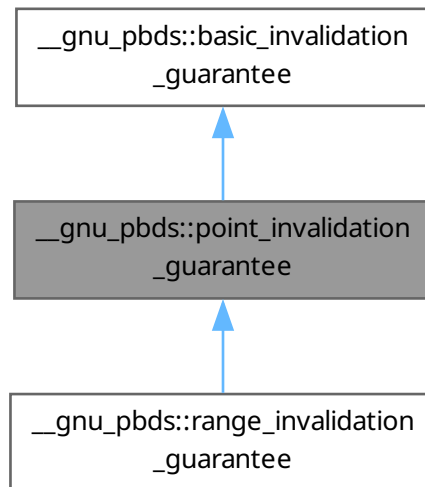 __gnu_pbds::basic_invalidation
_guarantee
__gnu_pbds::point_invalidation
_guarantee
__gnu_pbds::range_invalidation
_guarantee